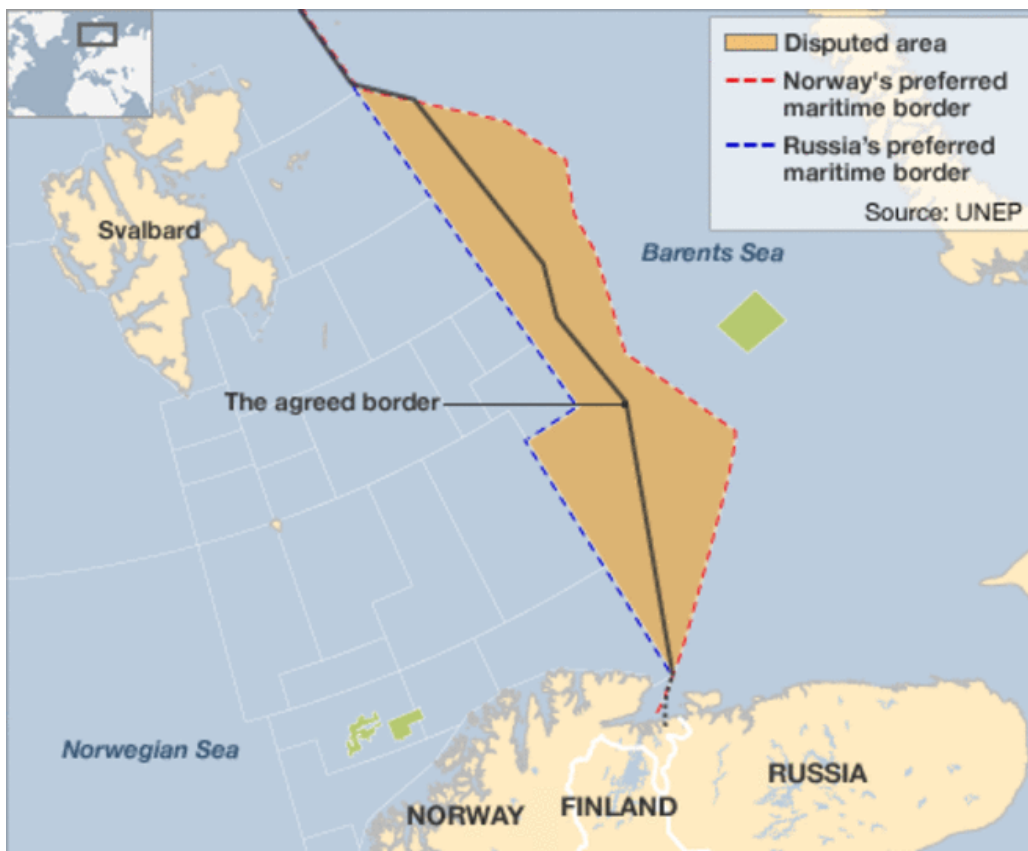 Disputed area
Norway's preferred
maritime border
Russia's preferred
maritime border
Source: UNEP
Svalbard
Barents Sea
The agreed border
Norwegian Sea
NORWAY
FINLAND
RUSSIA